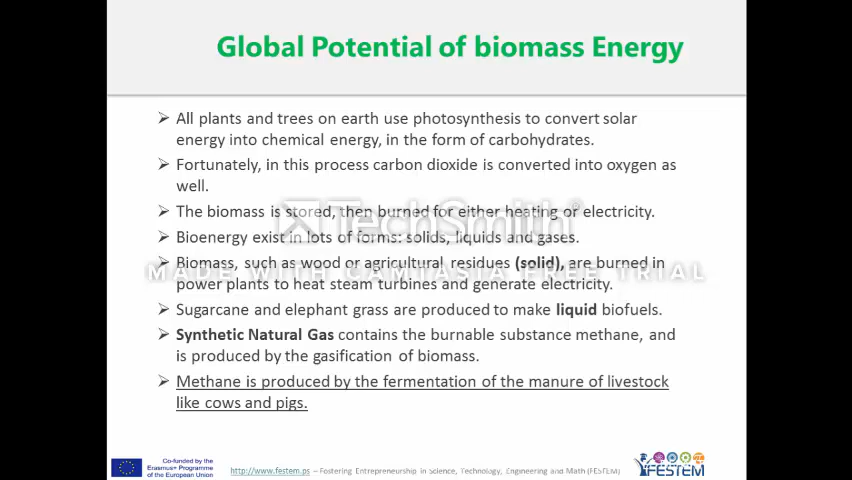 Global Potential of biomass Energy
➢ All plants and trees on earth use photosynthesis to convert solar
energy into chemical energy, in the form of carbohydrates.
➢ Fortunately, in this process carbon dioxide is converted into oxygen as
well.
➢ The biomass is stored, then burned for either heating or electricity.
TechSmith®
➢ Bioenergy exist in lots of forms: solids, liquids and gases.
➢ Biomass, such as wood or agricultural residues (solid), are burned in
MADE WITH CAMTASIA FREE TRIAL
power plants to heat steam turbines and generate electricity.
➢ Sugarcane and elephant grass are produced to make liquid biofuels.
➢ Synthetic Natural Gas contains the burnable substance methane, and
is produced by the gasification of biomass.
➢ Methane is produced by the fermentation of the manure of livestock
like cows and pigs.
Co-funded by the
Erasmus+ Programme
of the European Union
http://www.festem.ps – Fostering Entrepreneurship in Science, Technology, Engineering and Math (FESTEM)
FESTEM